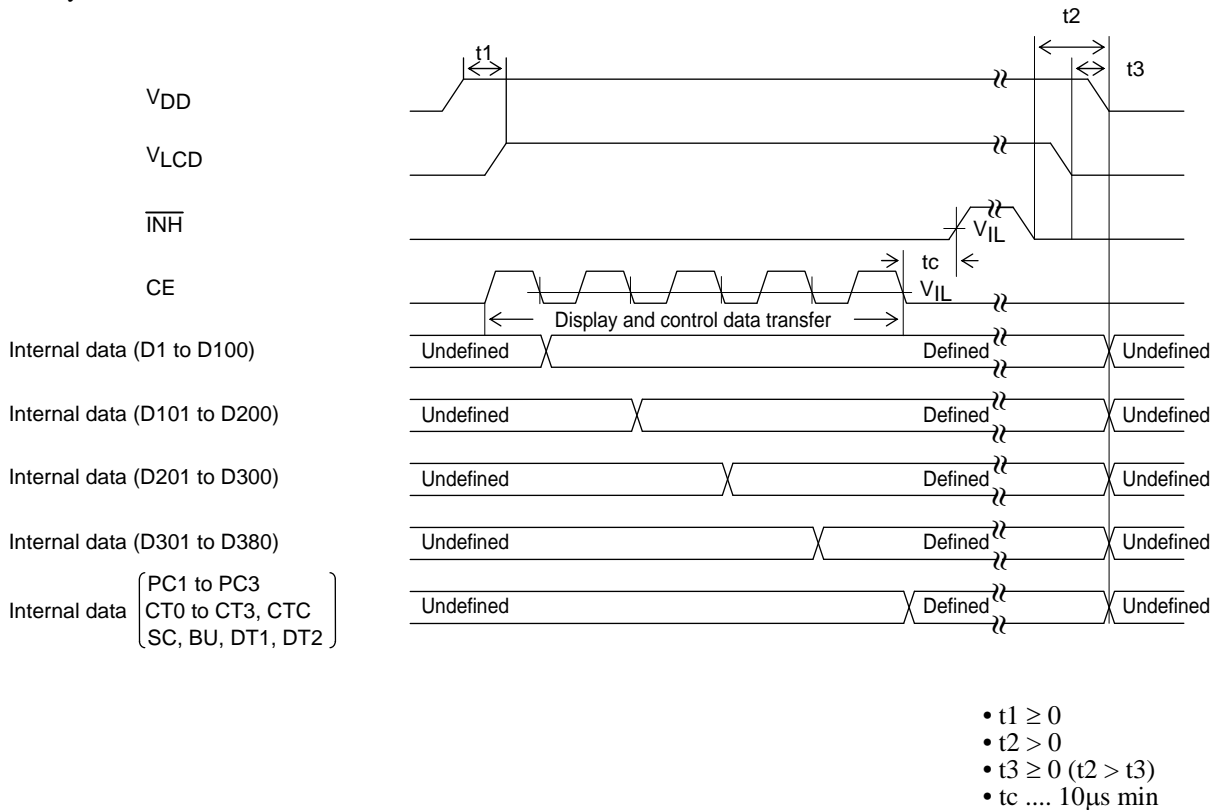 t2
t1
t3
VDD
VLCD
INH
VIL
tc
CE
VIL
Display and control data transfer
Internal data (D1 to D100)
Undefined
Defined
Undefined
Internal data (D101 to D200)
Undefined
Defined
Undefined
Internal data (D201 to D300)
Undefined
Defined
Undefined
Internal data (D301 to D380)
Undefined
Defined
Undefined
Internal data
PC1 to PC3
CT0 to CT3, CTC
SC, BU, DT1, DT2
Undefined
Defined
Undefined
• t1 ≥ 0
• t2 > 0
• t3 ≥ 0 (t2 > t3)
• tc .... 10μs min